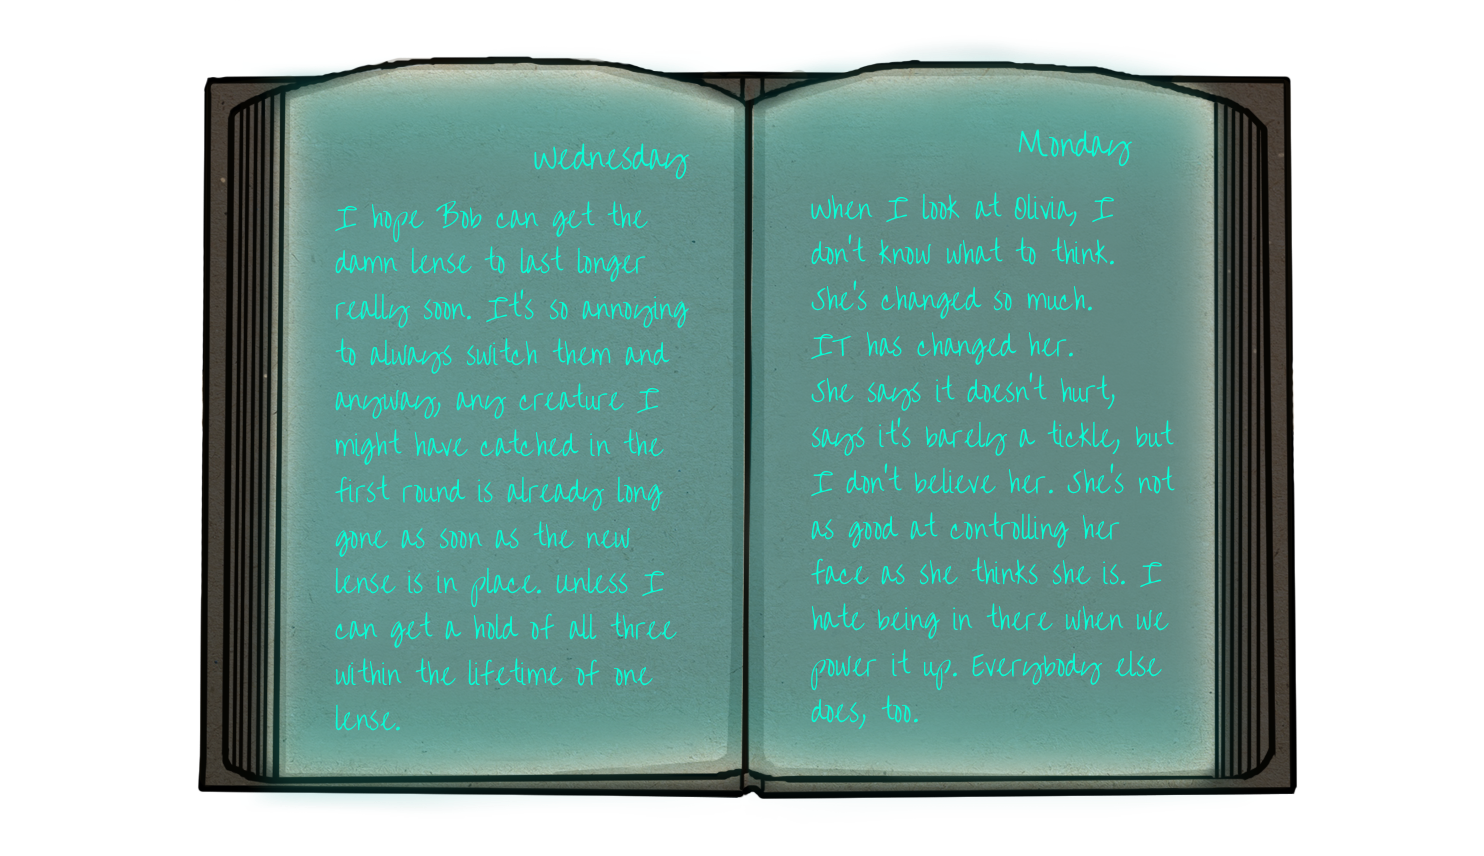 Wednesday
I hope Bob can get the
damn lense to last longer
really soon. It's so annoying
to always switch them and
anyway, any creature I
might have catched in the
first round is already long
gone as soon as the new
lense is in place. Unless I
can get a hold of all three
within the lifetime of one
lense.
Monday
When I look at Olivia, I
don't know what to think.
She's changed so much.
IT has changed her.
She says it doesn't hurt,
says it's barely a tickle, but
I don't believe her. She's not
as good at controlling her
face as she thinks she is. I
hate being in there when we
power it up. Everybody else
does, too.